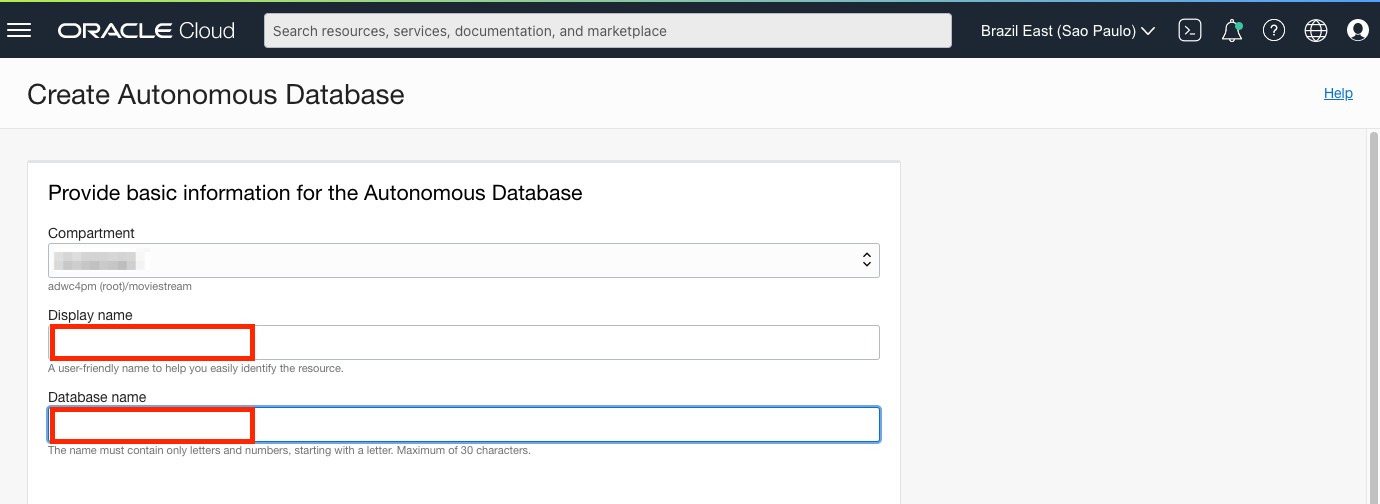 ORACLE Cloud
Search resources, services, documentation, and marketplace
Brazil East (Sao Paulo)
Create Autonomous Database
Help
Provide basic information for the Autonomous Database
Compartment
adwc4pm (root)/moviestream
Display name
A user-friendly name to help you easily identify the resource.
Database name
The name must contain only letters and numbers, starting with a letter. Maximum of 30 characters.